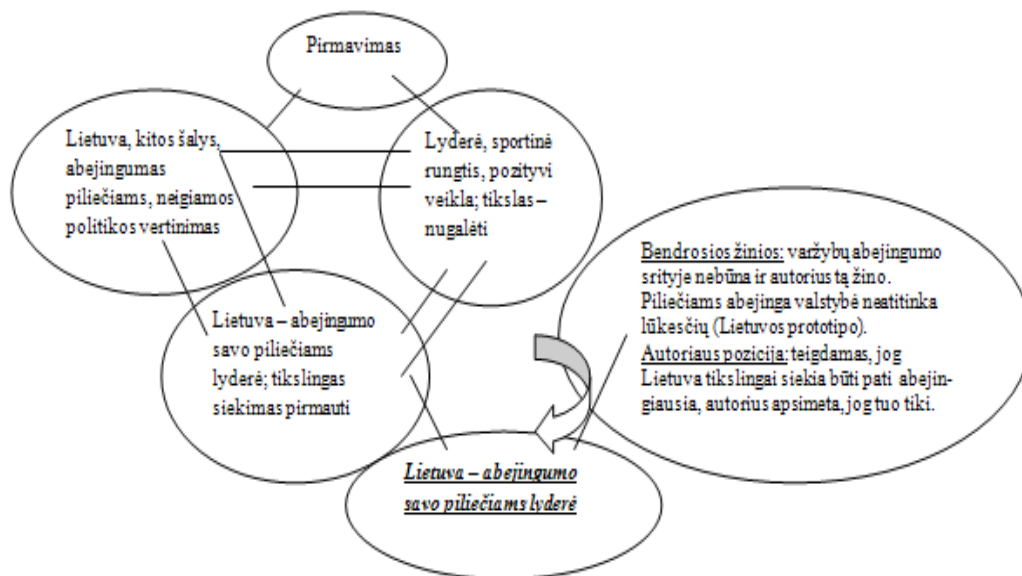 Pirmavimas
Lietuva, kitos šalys,
abejingumas
piliečiams, neigiamos
politikos vertinimas
Lyderė, sportinė
rungtis, pozityvi
veikla; tikslas –
nugalėti
Lietuva – abejingumo
savo piliečiams
lyderė; tikslingas
siekimas pirmauti
Bendrosios žinios: varžybų abejingumo
srityje nebūna ir autorius tą žino.
Piliečiams abejinga valstybė neatitinka
lūkesčių (Lietuvos prototipo).
Autoriaus pozicija: teigdamas, jog
Lietuva tikslingai siekia būti pati abejin-
giausia, autorius apsimeta, jog tuo tiki.
Lietuva – abejingumo
savo piliečiams lyderė